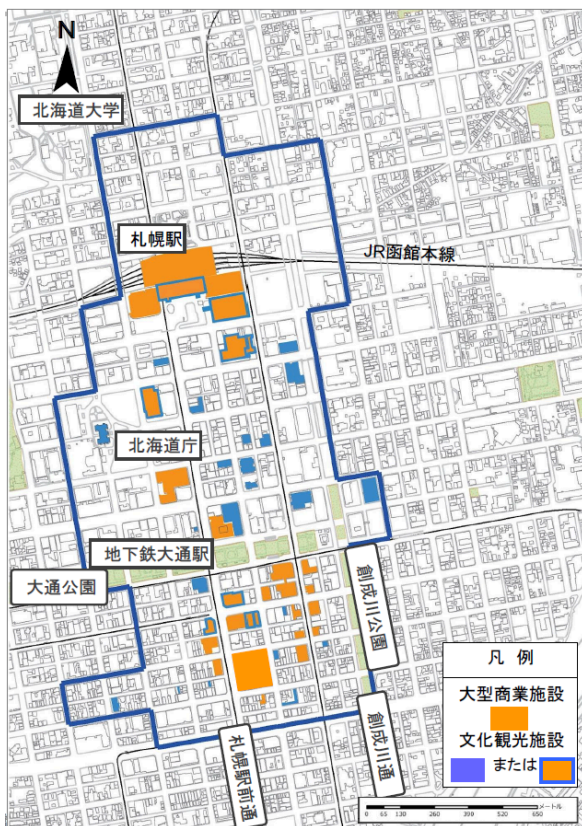 N
北海道大学
札幌駅
JR函館本線
北海道庁
地下鉄大通駅
大通公園
創成川公園
札幌駅前通
創成川通
凡 例
大型商業施設
文化観光施設
または
0 65 130 260 390 520 650
メートル